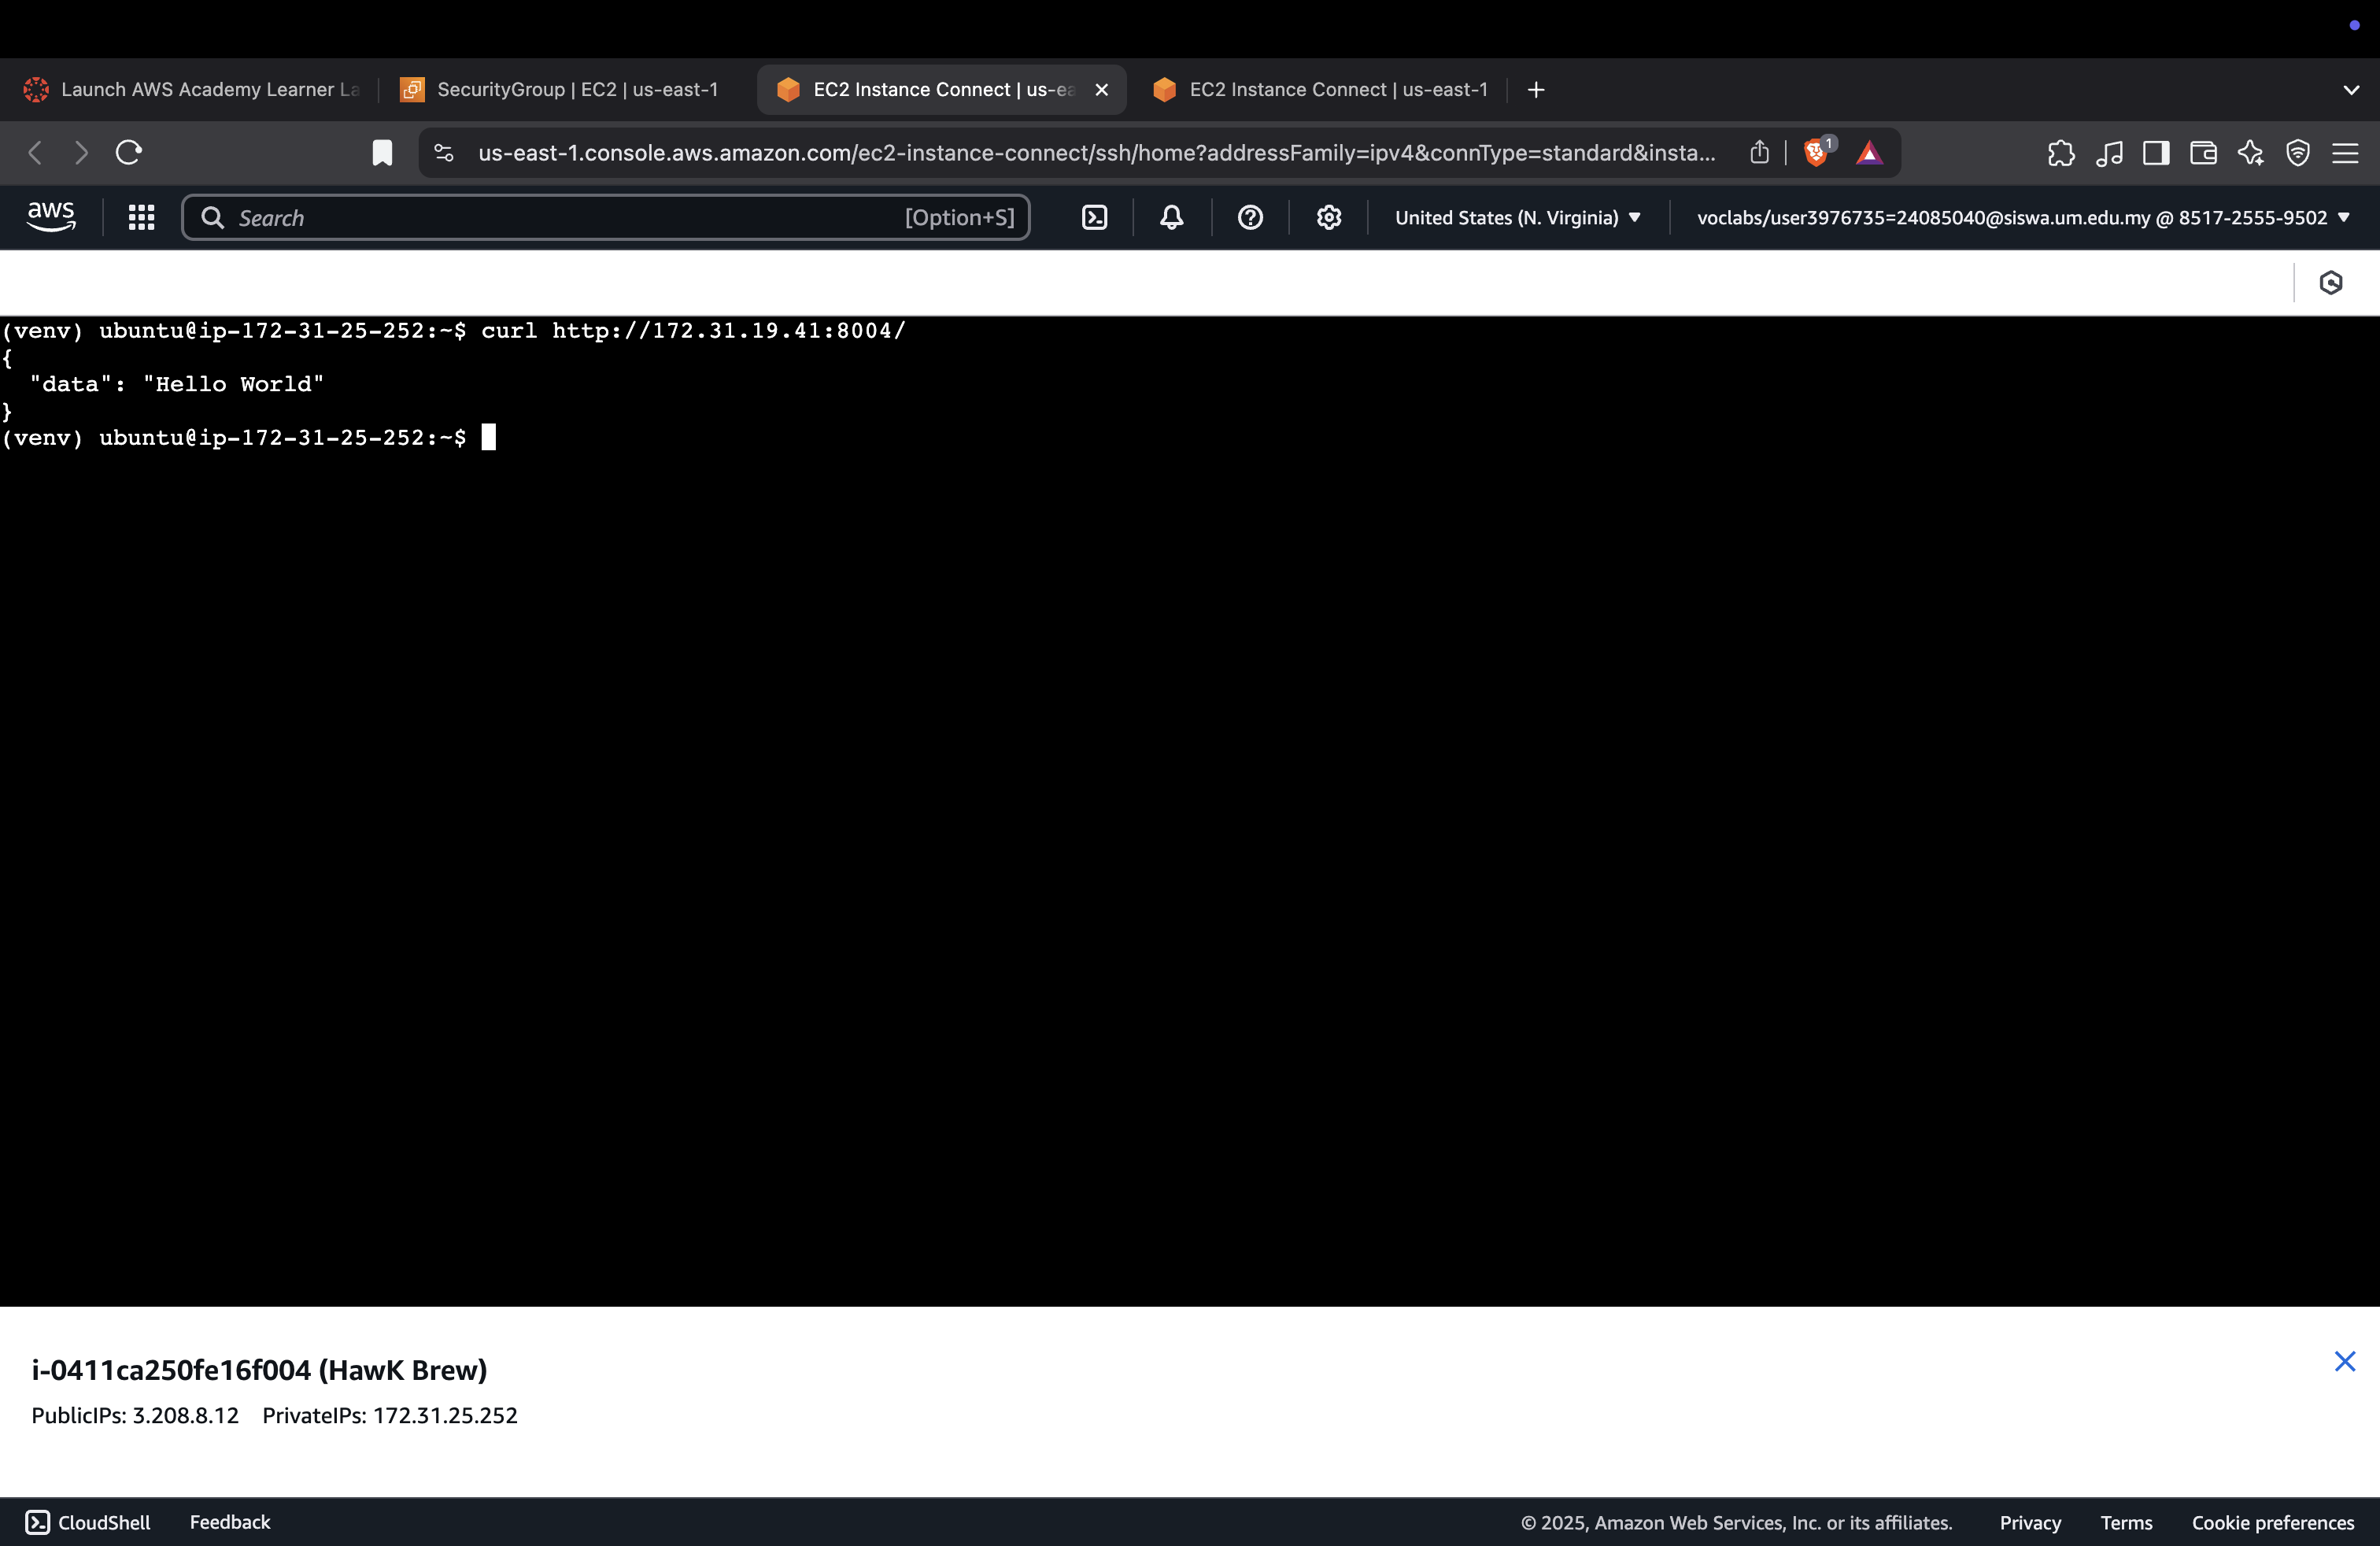 Launch AWS Academy Learner La
SecurityGroup | EC2 | us-east-1
EC2 Instance Connect | us-ea
EC2 Instance Connect | us-east-1
us-east-1.console.aws.amazon.com/ec2-instance-connect/ssh/home?addressFamily=ipv4&connType=standard&insta...
1
aws
Search
[Option+S]
United States (N. Virginia)
voclabs/user3976735=24085040@siswa.um.edu.my @ 8517-2555-9502
(venv) ubuntu@ip-172-31-25-252:~$ curl http://172.31.19.41:8004/
{
  "data": "Hello World"
}
(venv) ubuntu@ip-172-31-25-252:~$
i-0411ca250fe16f004 (HawK Brew)
PublicIPs: 3.208.8.12 PrivateIPs: 172.31.25.252
CloudShell
Feedback
© 2025, Amazon Web Services, Inc. or its affiliates.
Privacy
Terms
Cookie preferences